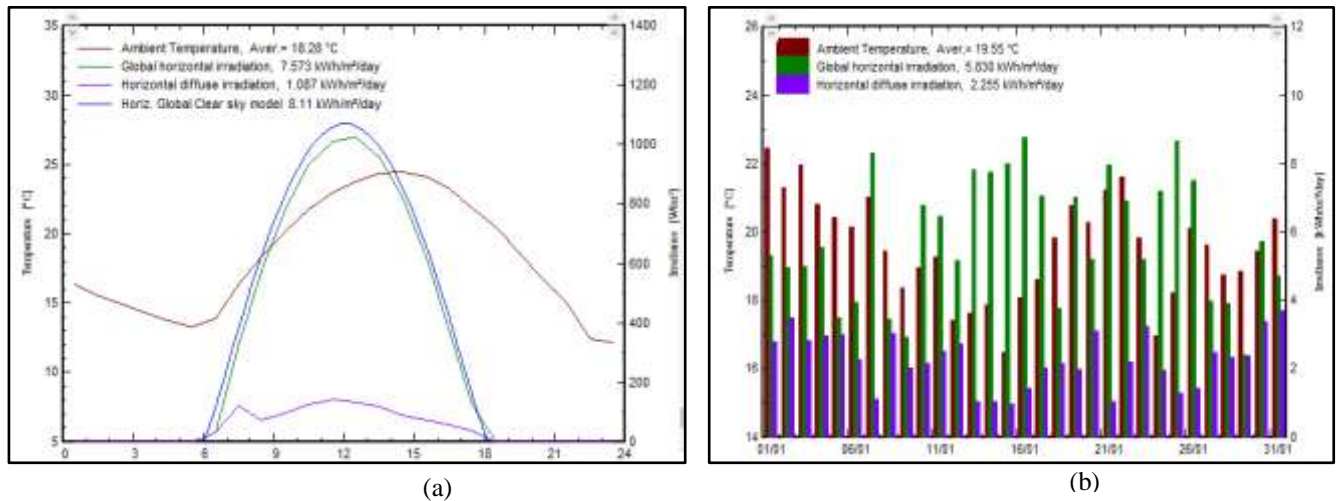 35
30
25
20
15
10
5
Temperature [°C]
Ambient Temperature, Aver.= 18.28 °C
Global horizontal irradiation, 7.573 kWh/m²/day
Horizontal diffuse irradiation, 1.087 kWh/m²/day
Horiz. Global Clear sky model 8.11 kWh/m²/day
1400
1200
1000
800
600
400
200
0
Irradiance [W/m²]
0 3 6 9 12 15 18 21 24
(a)
26
24
22
20
18
16
14
Temperature [°C]
Ambient Temperature, Aver.= 19.55 °C
Global horizontal irradiation, 5.830 kWh/m²/day
Horizontal diffuse irradiation, 2.255 kWh/m²/day
12
10
8
6
4
2
0
01/01 06/01 11/01 16/01 21/01 26/01 31/01
(b)